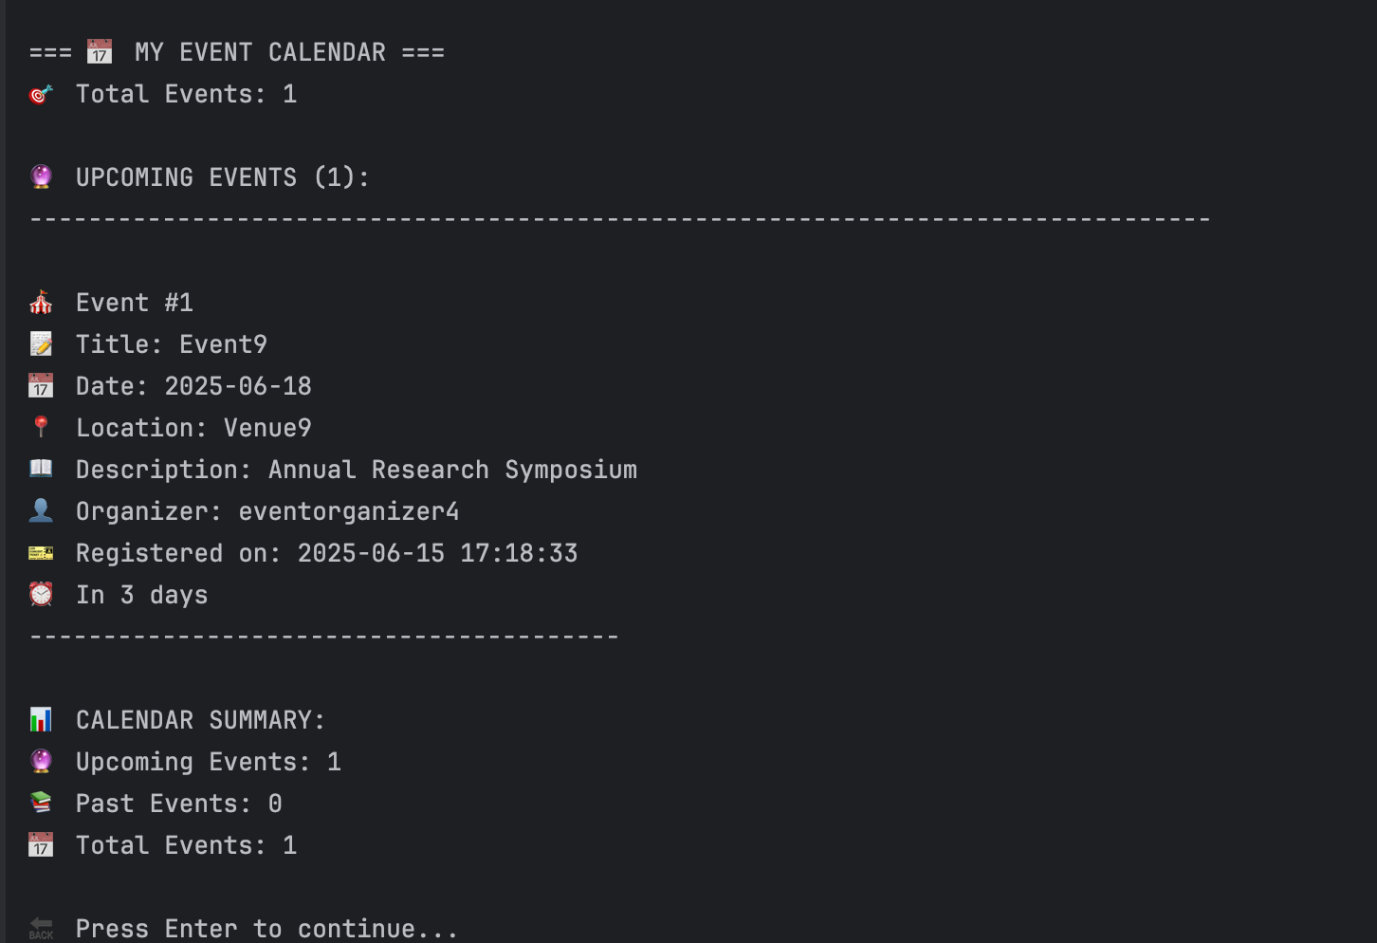 === 📅 MY EVENT CALENDAR ===
🎯 Total Events: 1
🔮 UPCOMING EVENTS (1):
--------------------------------------------------------------------------------
🎪 Event #1
📝 Title: Event9
📅 Date: 2025-06-18
📍 Location: Venue9
📖 Description: Annual Research Symposium
👤 Organizer: eventorganizer4
🎫 Registered on: 2025-06-15 17:18:33
⏰ In 3 days
----------------------------------------
📊 CALENDAR SUMMARY:
🔮 Upcoming Events: 1
📚 Past Events: 0
📅 Total Events: 1
🔙 Press Enter to continue...